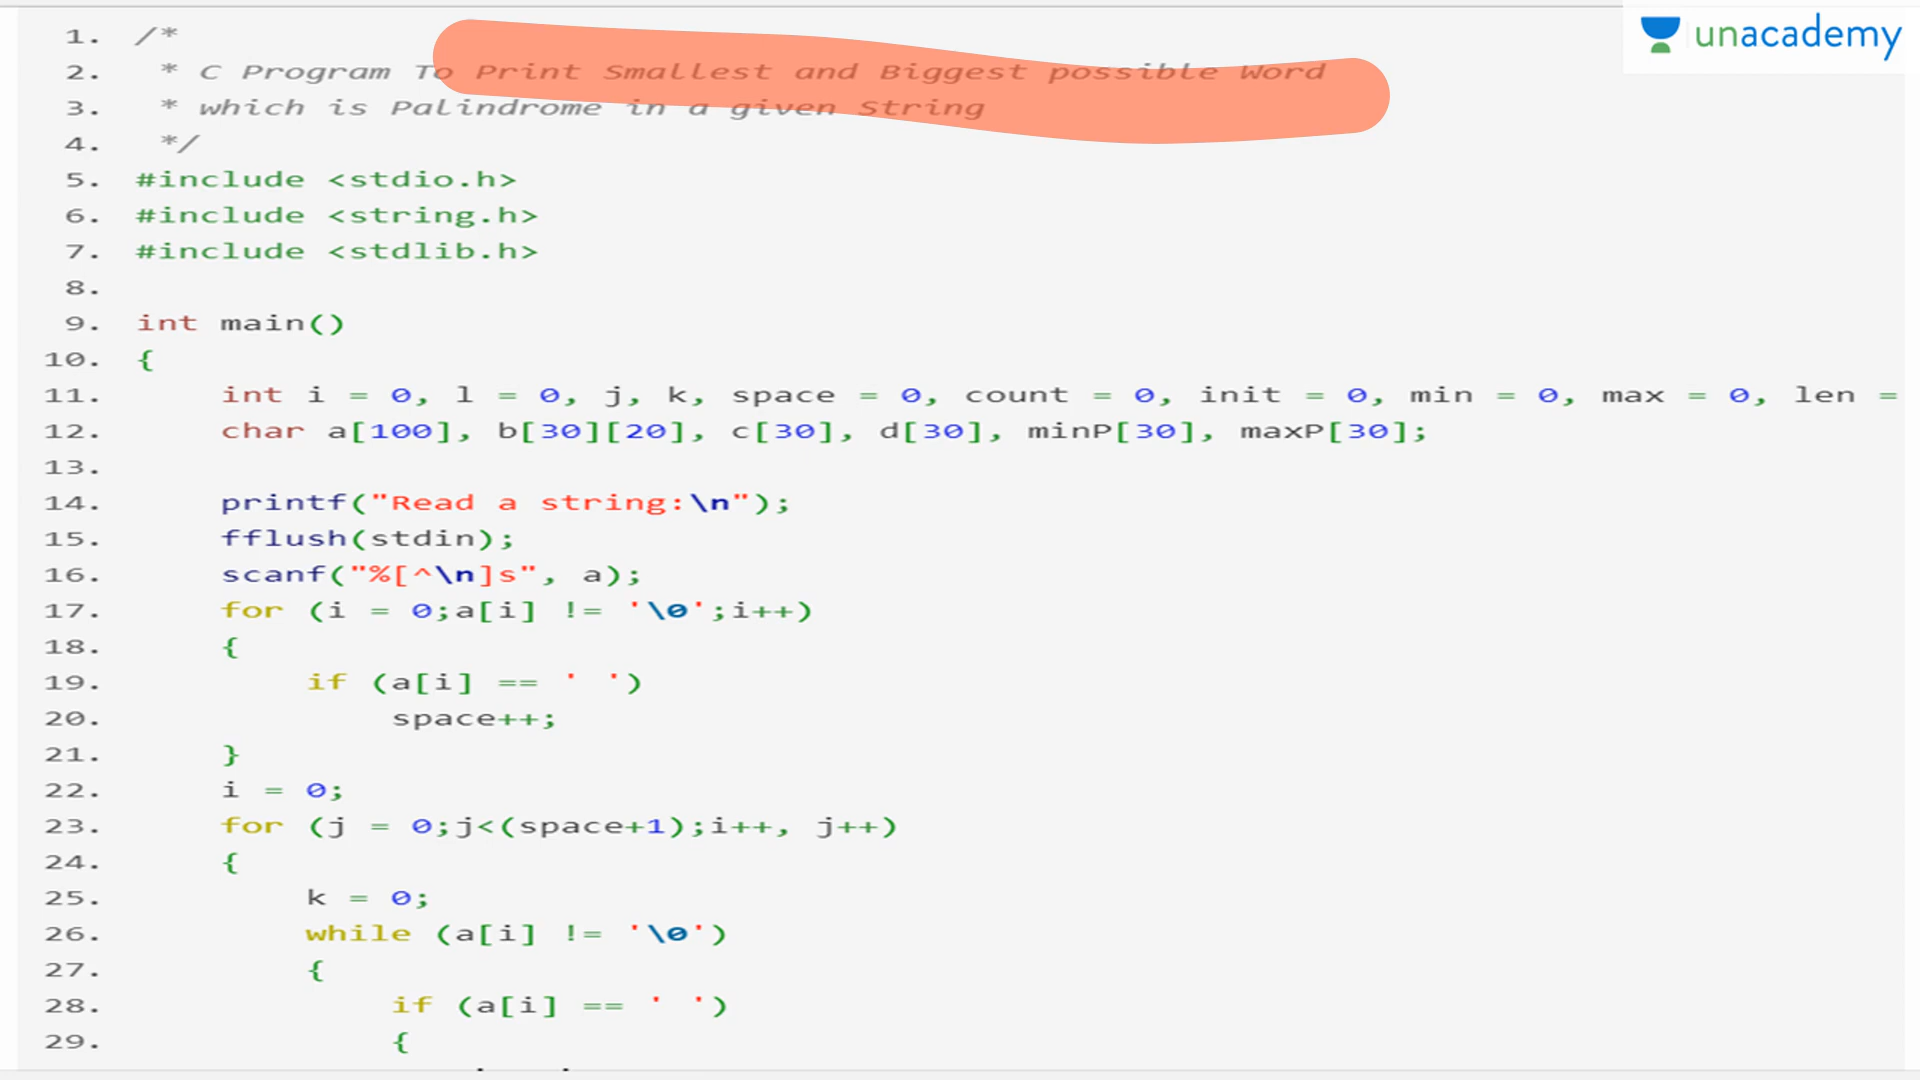 unacademy
1. /*
2. * C Program To Print Smallest and Biggest possible Word
3. * which is Palindrome in a given String
4. */
5. #include <stdio.h>
6. #include <string.h>
7. #include <stdlib.h>
8.
9. int main()
10. {
11. int i = 0, l = 0, j, k, space = 0, count = 0, init = 0, min = 0, max = 0, len =
12. char a[100], b[30][20], c[30], d[30], minP[30], maxP[30];
13.
14. printf("Read a string:\n");
15. fflush(stdin);
16. scanf("%[^\n]s", a);
17. for (i = 0;a[i] != '\0';i++)
18. {
19. if (a[i] == ' ')
20. space++;
21. }
22. i = 0;
23. for (j = 0;j<(space+1);i++, j++)
24. {
25. k = 0;
26. while (a[i] != '\0')
27. {
28. if (a[i] == ' ')
29. {